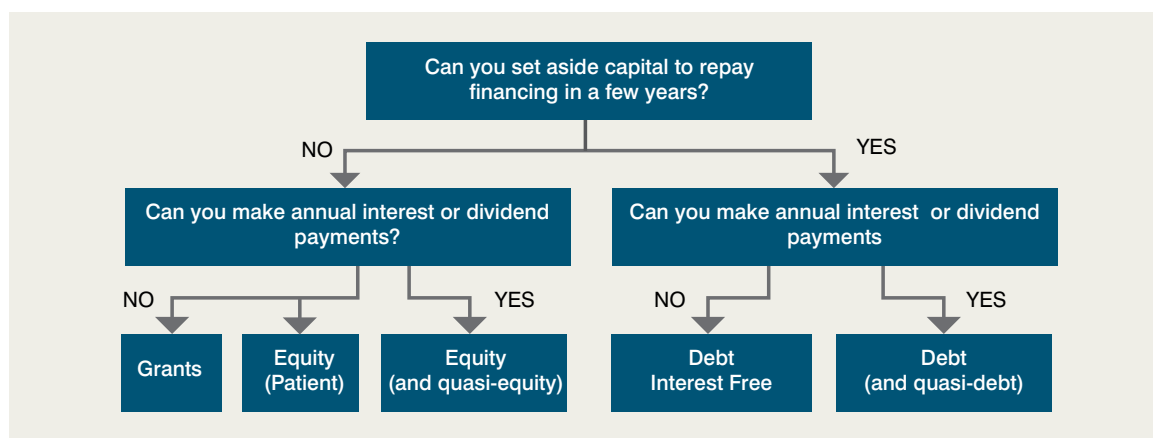 Can you set aside capital to repay
financing in a few years?
NO
YES
Can you make annual interest or dividend
payments?
Can you make annual interest  or dividend
payments
NO
YES
NO
YES
Grants
Equity
(Patient)
Equity
(and quasi-equity)
Debt
Interest Free
Debt
(and quasi-debt)